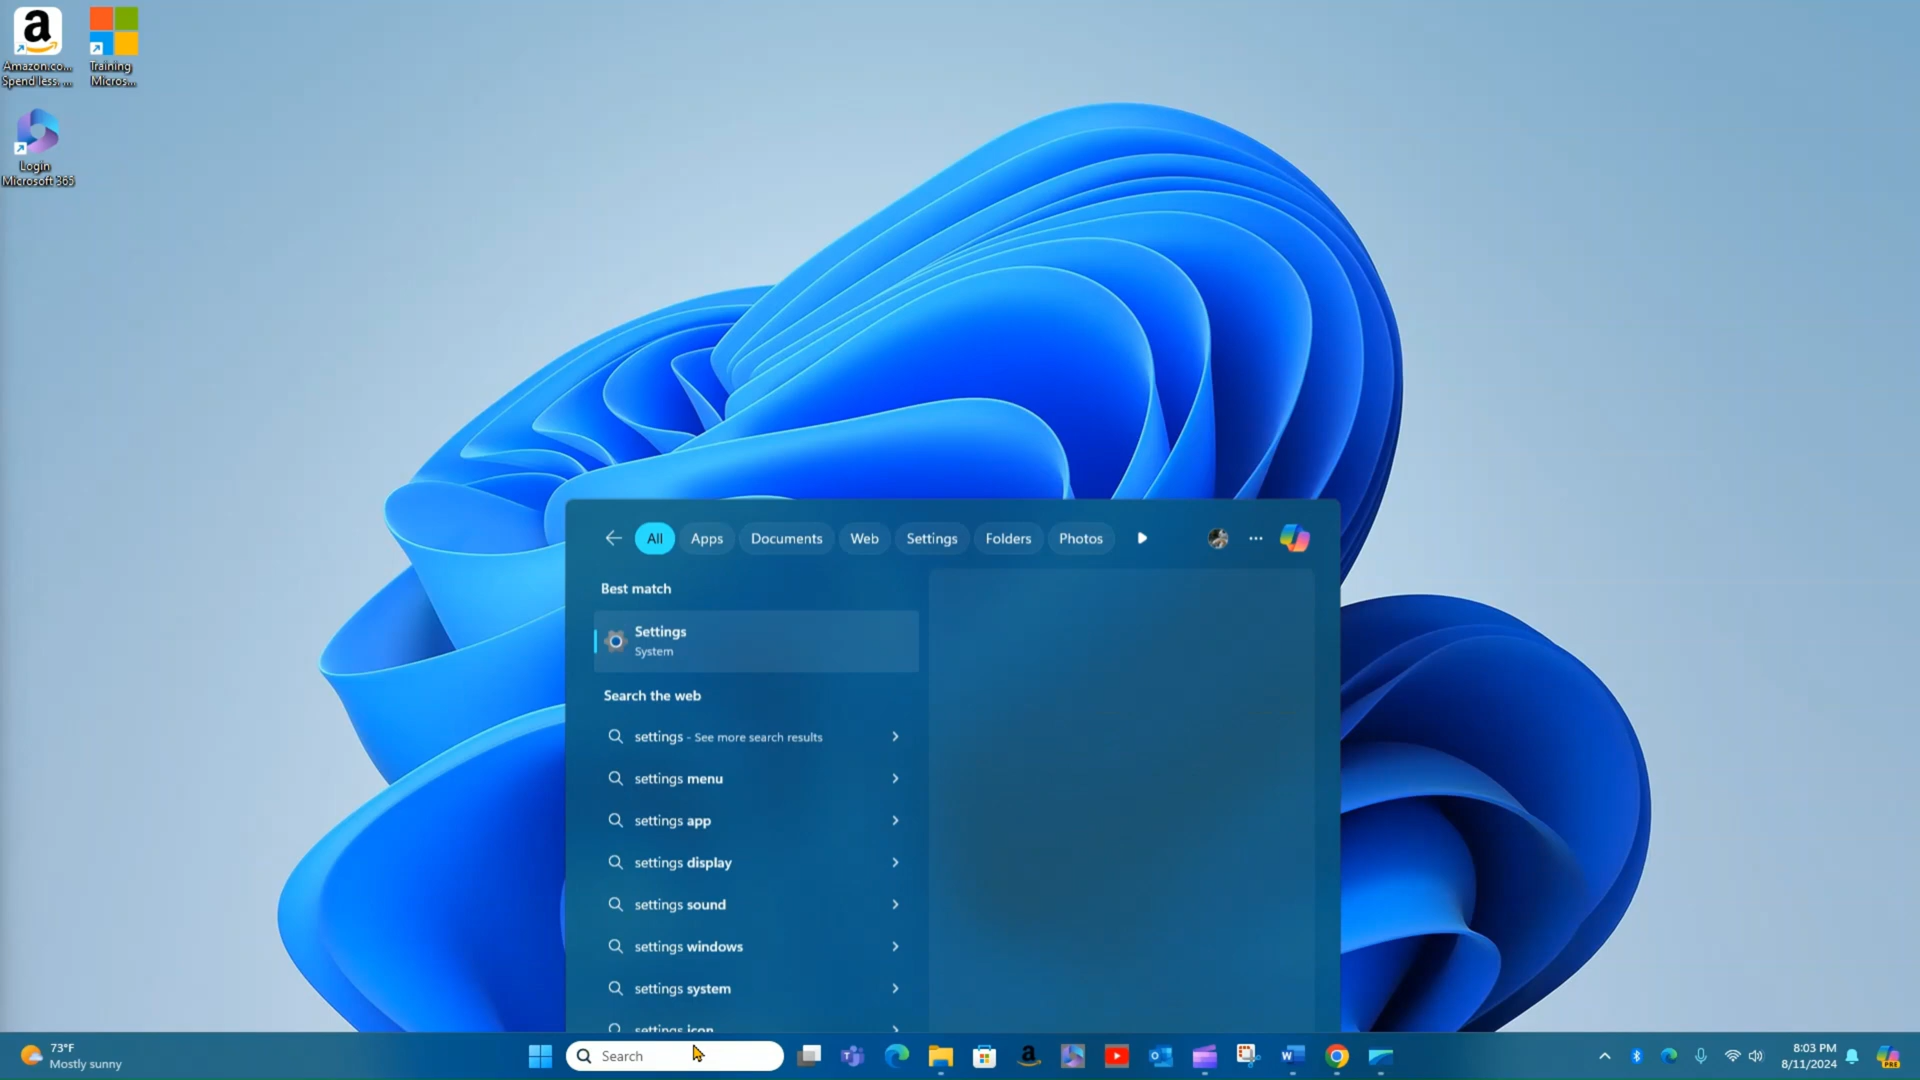 Amazon.co...
Spend less. ...
Training
Micros...
Login
Microsoft 365
All
Apps
Documents
Web
Settings
Folders
Photos
Best match
Settings
System
Search the web
settings - See more search results
settings menu
settings app
settings display
settings sound
settings windows
settings system
settings icon
73°F
Mostly sunny
Search
8:03 PM
8/11/2024
PRE